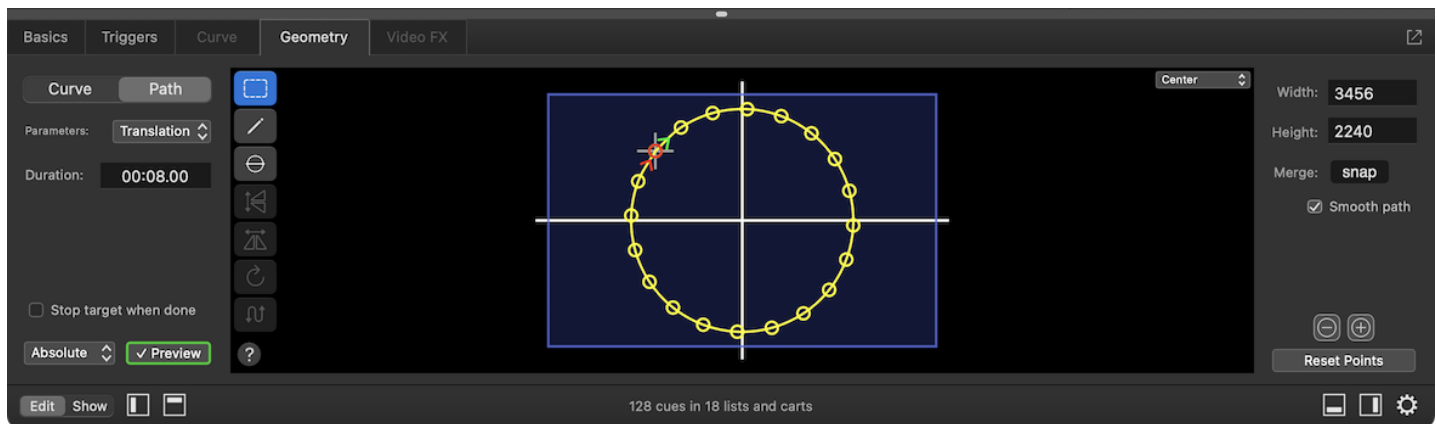 Basics Triggers Curve Geometry Video FX
Curve Path
Parameters: Translation
Duration: 00:08.00
Stop target when done
Absolute ✓ Preview
?
Center
Width: 3456
Height: 2240
Merge: snap
Smooth path
Reset Points
Edit Show
128 cues in 18 lists and carts